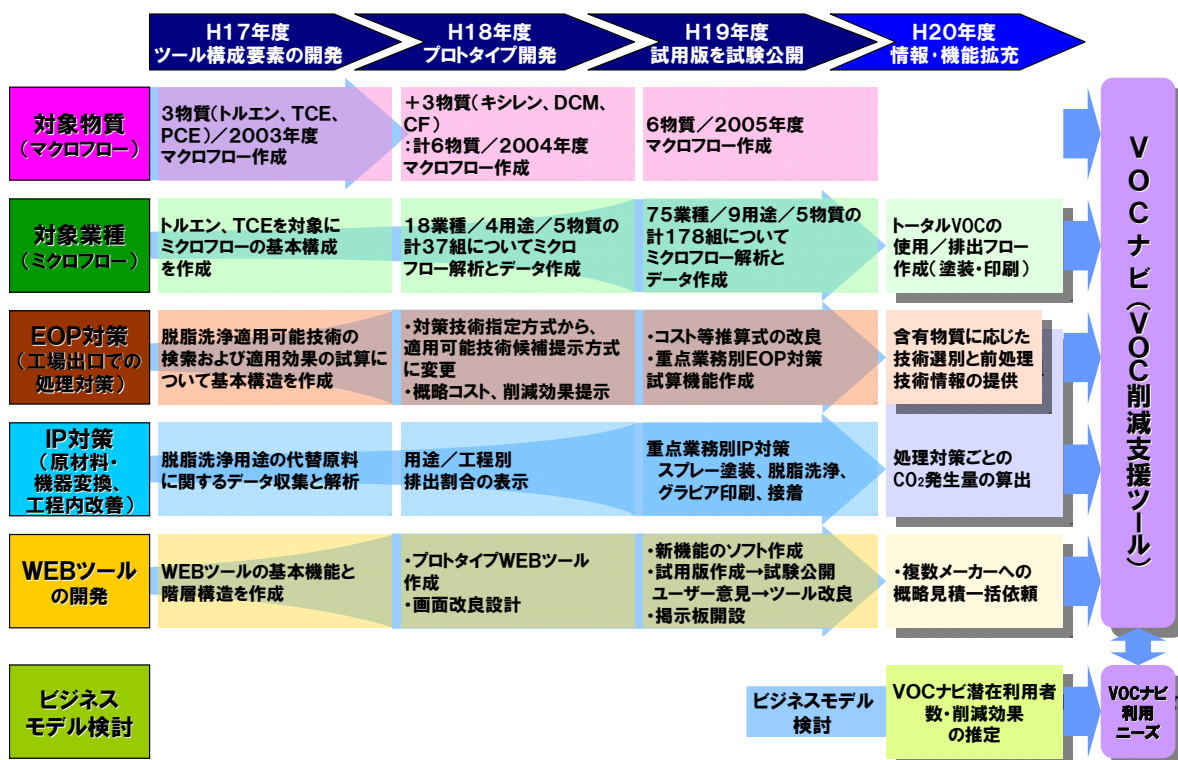 H17年度
ツール構成要素の開発
H18年度
プロトタイプ開発
H19年度
試用版を試験公開
H20年度
情報・機能拡充
対象物質
（マクロフロー）
3物質（トルエン、TCE、
PCE）／2003年度
マクロフロー作成
＋3物質（キシレン、DCM、
CF）
：計6物質／2004年度
マクロフロー作成
6物質／2005年度
マクロフロー作成
対象業種
（ミクロフロー）
トルエン、TCEを対象に
ミクロフローの基本構成
を作成
18業種／4用途／5物質の
計37組についてミクロ
フロー解析とデータ作成
75業種／9用途／5物質の
計178組について
ミクロフロー解析と
データ作成
トータルVOCの
使用／排出フロー
作成（塗装・印刷）
EOP対策
（工場出口での
処理対策）
脱脂洗浄適用可能技術の
検索および適用効果の試算に
ついて基本構造を作成
・対策技術指定方式から、
適用可能技術候補提示方式
に変更
・概略コスト、削減効果提示
・コスト等推算式の改良
・重点業務別EOP対策
試算機能作成
含有物質に応じた
技術選別と前処理
技術情報の提供
IP対策
（原材料・
機器変換、
工程内改善）
脱脂洗浄用途の代替原料
に関するデータ収集と解析
用途／工程別
排出割合の表示
重点業務別IP対策
スプレー塗装、脱脂洗浄、
グラビア印刷、接着
処理対策ごとの
CO₂発生量の算出
WEBツール
の開発
WEBツールの基本機能と
階層構造を作成
・プロトタイプWEBツール
作成
・画面改良設計
・新機能のソフト作成
・試用版作成→試験公開
ユーザー意見→ツール改良
・掲示板開設
・複数メーカーへの
概略見積一括依頼
VOCナビ（VOC削減支援ツール）
ビジネス
モデル検討
ビジネスモデル
検討
VOCナビ潜在利用者
数・削減効果
の推定
VOCナビ
利用
ニーズ